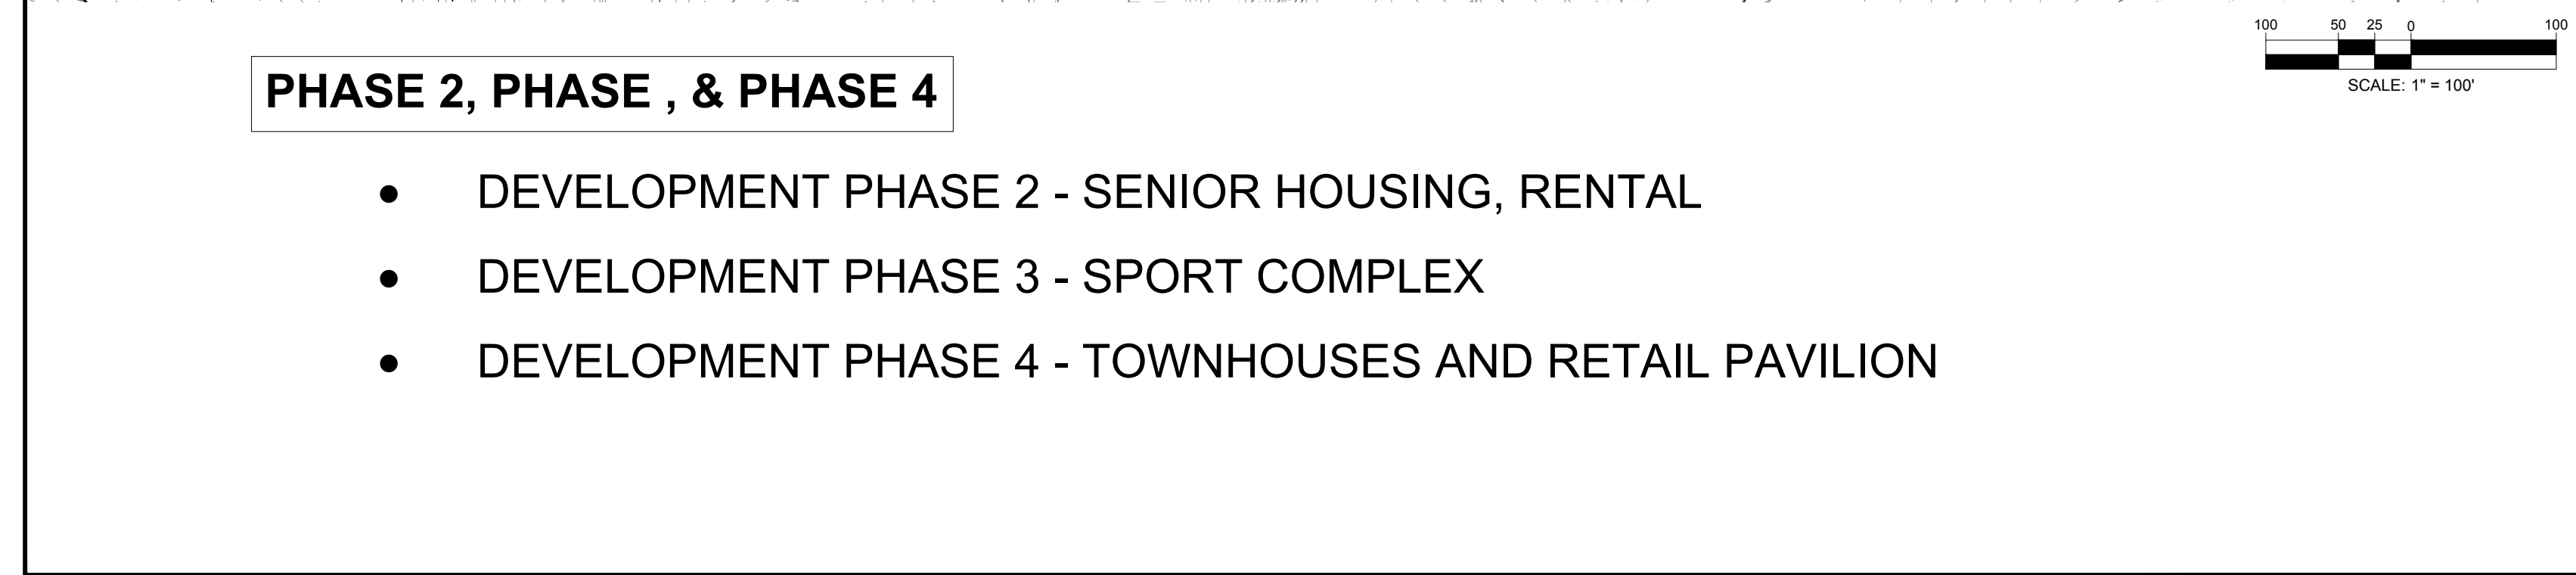 100 50 25 0 100
SCALE: 1" = 100'
PHASE 2, PHASE , & PHASE 4
• DEVELOPMENT PHASE 2 - SENIOR HOUSING, RENTAL
• DEVELOPMENT PHASE 3 - SPORT COMPLEX
• DEVELOPMENT PHASE 4 - TOWNHOUSES AND RETAIL PAVILION